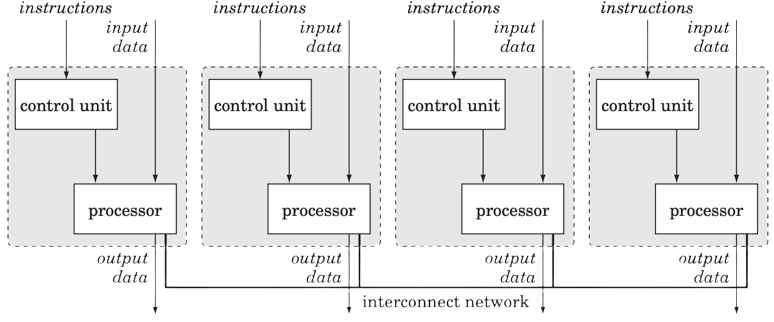 instructions
input
data
control unit
processor
output
data
instructions
input
data
control unit
processor
output
data
instructions
input
data
control unit
processor
output
data
instructions
input
data
control unit
processor
output
data
interconnect network